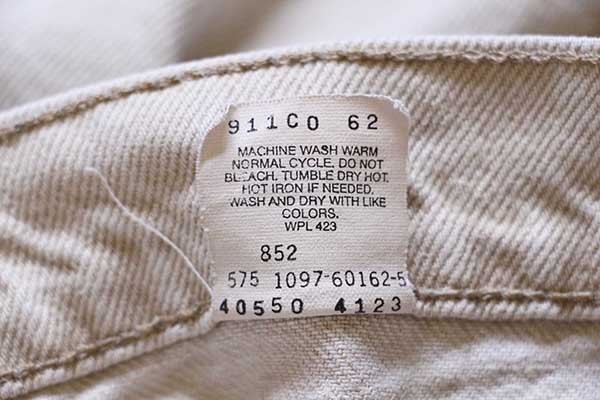 911C0 62
MACHINE WASH WARM
NORMAL CYCLE. DO NOT
BLEACH. TUMBLE DRY HOT.
HOT IRON IF NEEDED.
WASH AND DRY WITH LIKE
COLORS.
WPL 423
852
575 1097-60162-5
40550 4123